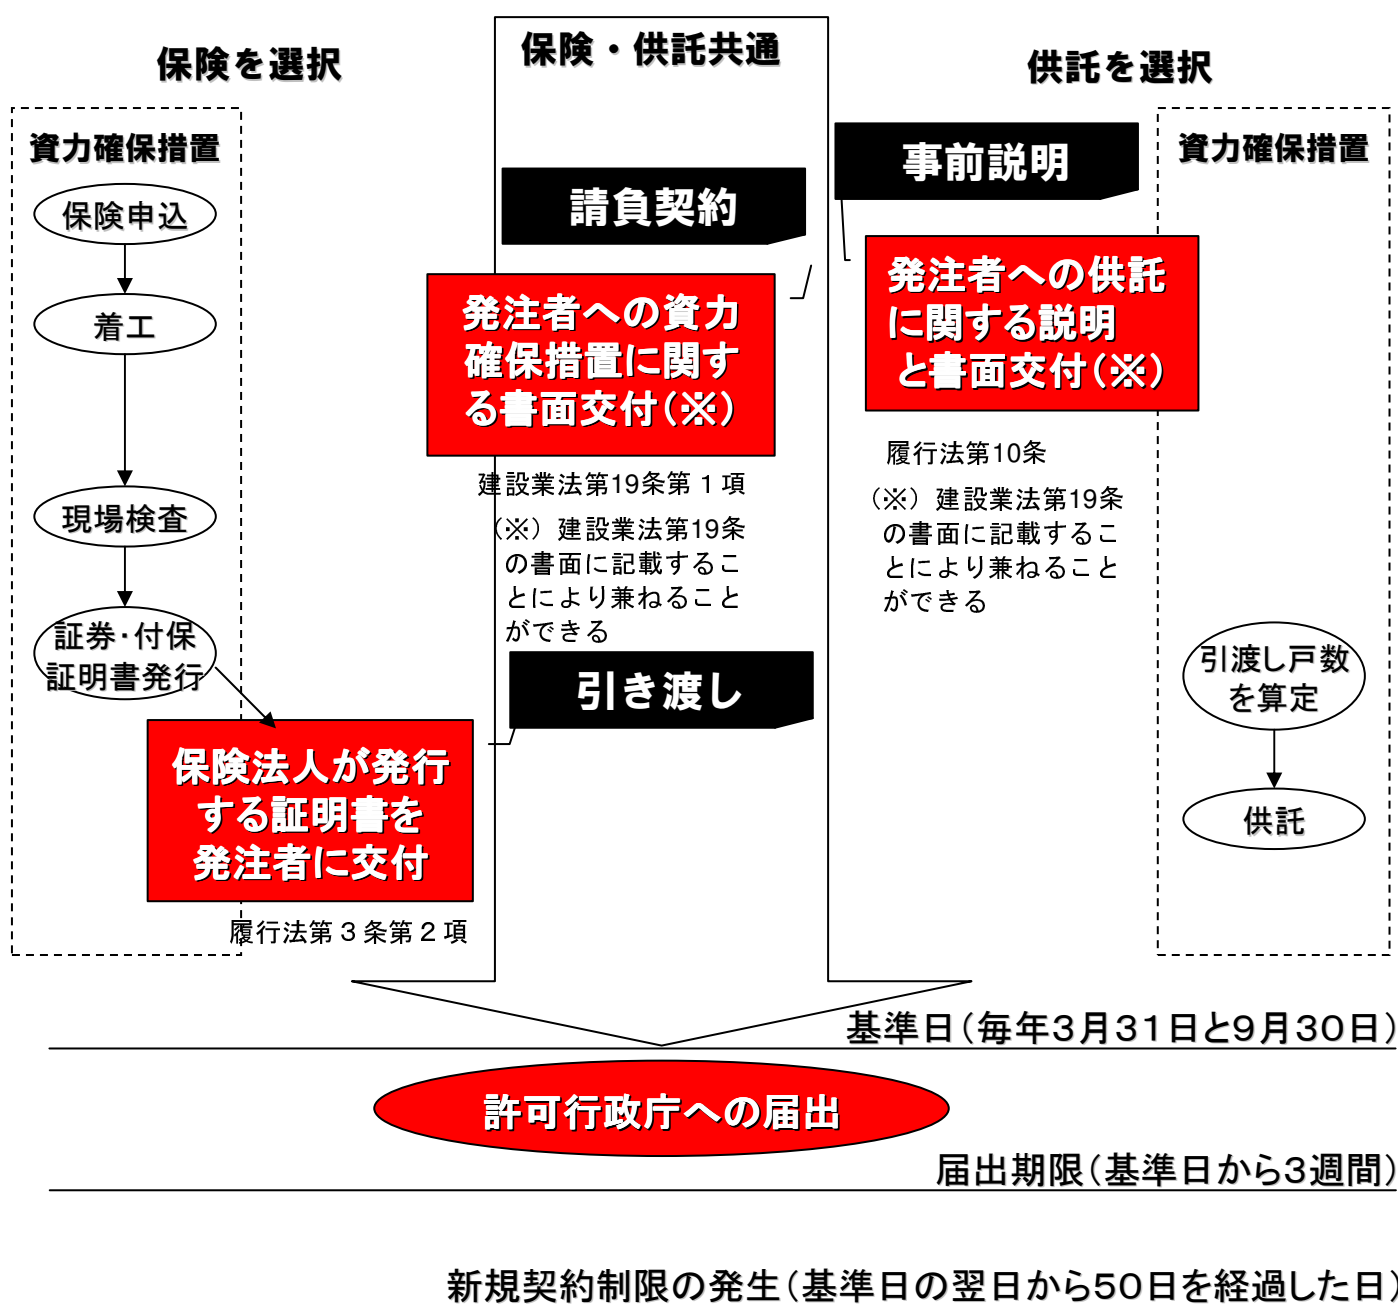 保険を選択
資力確保措置
保険申込
着工
現場検査
証券・付保
証明書発行
保険法人が発行
する証明書を
発注者に交付
履行法第３条第２項
保険・供託共通
請負契約
発注者への資力
確保措置に関す
る書面交付(※)
建設業法第19条第１項
（※）建設業法第19条
の書面に記載するこ
とにより兼ねること
ができる
引き渡し
供託を選択
事前説明
発注者への供託
に関する説明
と書面交付(※)
履行法第10条
（※）建設業法第19条
の書面に記載するこ
とにより兼ねること
ができる
資力確保措置
引渡し戸数
を算定
供託
基準日(毎年3月31日と9月30日)
許可行政庁への届出
届出期限(基準日から3週間)
新規契約制限の発生(基準日の翌日から50日を経過した日)